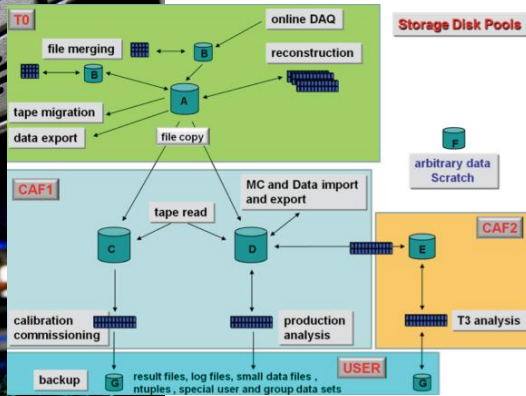 T0
online DAQ
Storage Disk Pools
file merging
B
reconstruction
B
A
tape migration
data export
file copy
F
arbitrary data
Scratch
CAF1
MC and Data import
and export
tape read
CAF2
C
D
E
calibration
commissioning
production
analysis
T3 analysis
USER
backup
G
result files, log files, small data files ,
ntuples , special user and group data sets
G